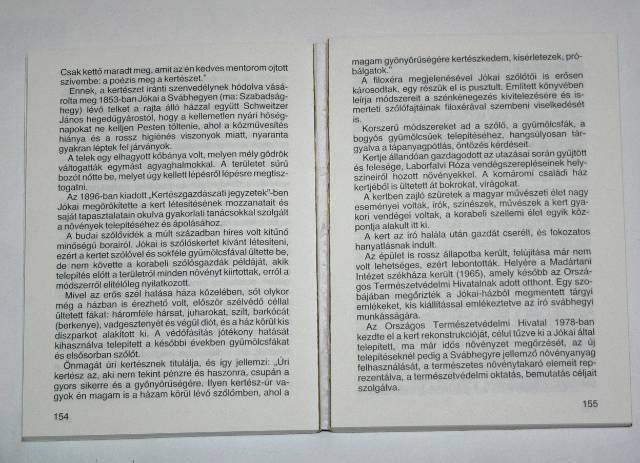 Csak kettő maradt meg, amit az én kedves mentorom ojtott
szívembe: a poézis meg a kertészet."
Ennek, a kertészet iránti szenvedélynek hódolva vásá-
rolta meg 1853-ban Jókai a Svábhegyen (ma: Szabadság-
hegy) lévő telket a rajta álló házzal együtt Schweitzer
János hegedűgyárostól, hogy a kellemetlen nyári hőség-
napokat ne kelljen Pesten töltenie, ahol a közművesítés
hiánya és a rossz higiénés viszonyok miatt, nyaranta
gyakran léptek fel járványok.
A telek egy elhagyott kőbánya volt, melyen mély gödrök
váltogatták egymást agyaghalmokkal. A területet sűrű
bozót nőtte be, melyet úgy kellett lépésről lépésre megtisz-
togatni.
Az 1896-ban kiadott „Kertészgazdászati jegyzetek"-ben
Jókai megörökítette a kert létesítésének mozzanatait és
saját tapasztalatain okulva gyakorlati tanácsokkal szolgált
a növények telepítéséhez és ápolásához.
A budai szőlővidék a múlt században híres volt kitűnő
minőségű borairól. Jókai is szőlőskertet kívánt létesíteni,
ezért a kertet szőlővel és sokféle gyümölcsfával ültette be,
de nem követte a korabeli szőlősgazdák példáját, akik
telepítés előtt a területről minden növényt kiirtottak, erről a
módszerről elítélőleg nyilatkozott.
Mivel az erős szél hatása háza közelében, sőt olykor
még a házban is érezhető volt, először szélvédő céllal
ültetett fákat: háromféle hársat, juharokat, szilt, barkócát
(berkenye), vadgesztenyét és végül diót, és a ház körül kis
díszparkot alakított ki. A védőfásítás jótékony hatását
kihasználva telepített a későbbi években gyümölcsfákat
és elsősorban szőlőt.
Önmagát úri kertésznek titulálja, és így jellemzi: „Úri
kertész az, aki nem tekint pénzre és haszonra, csupán a
gyors sikerre és a gyönyörűségére. Ilyen kertész-úr va-
gyok én magam is a házam körül lévő szőlőmben, ahol a
154
magam gyönyörűségére kertészkedem, kísérletezek, pró-
bálgatok."
A filoxéra megjelenésével Jókai szőlőtői is erősen
károsodtak, egy részük el is pusztult. Említett könyvében
leírja módszereit a szénkénegezés kivitelezésére és is-
merteti szőlőfajtáinak filoxérával szembeni viselkedését
is.
Korszerű módszereket ad a szőlő, a gyümölcsfák, a
bogyós gyümölcsűek telepítéséhez, hangsúlyosan tár-
gyalva a tápanyagpótlás, öntözés kérdéseit.
Kertje állandóan gazdagodott az utazásai során gyűjtött
és felesége, Laborfalvi Róza vendégszerepléseinek hely-
színeiről hozott növényekkel. A komáromi családi ház
kertjéből is ültetett át bokrokat, virágokat.
A kertben zajló szüretek a magyar művészeti élet nagy
eseményei voltak, írók, színészek, művészek a kert gya-
kori vendégei voltak, a korabeli szellemi élet egyik köz-
pontja alakult itt ki.
A kert az író halála után gazdát cserélt, és fokozatos
hanyatlásnak indult.
Az épület is rossz állapotba került, felújítása már nem
volt lehetséges, ezért lebontották. Helyére a Madártani
Intézet székháza került (1965), amely később az Orszá-
gos Természetvédelmi Hivatalnak adott otthont. Egy szo-
bájában megőrizték a Jókai-házból megmentett tárgyi
emlékeket, kis kiállítással emlékeztetve az író svábhegyi
munkásságára.
Az Országos Természetvédelmi Hivatal 1978-ban
kezdte el a kert rekonstrukcióját, célul tűzve ki a Jókai által
telepített, ma már idős növényzet megőrzését, az új
telepítéseknél pedig a Svábhegyre jellemző növényanyag
felhasználását, a természetes növénytakaró elemeit rep-
rezentálva, a természetvédelmi oktatás, bemutatás céljait
szolgálva.
155